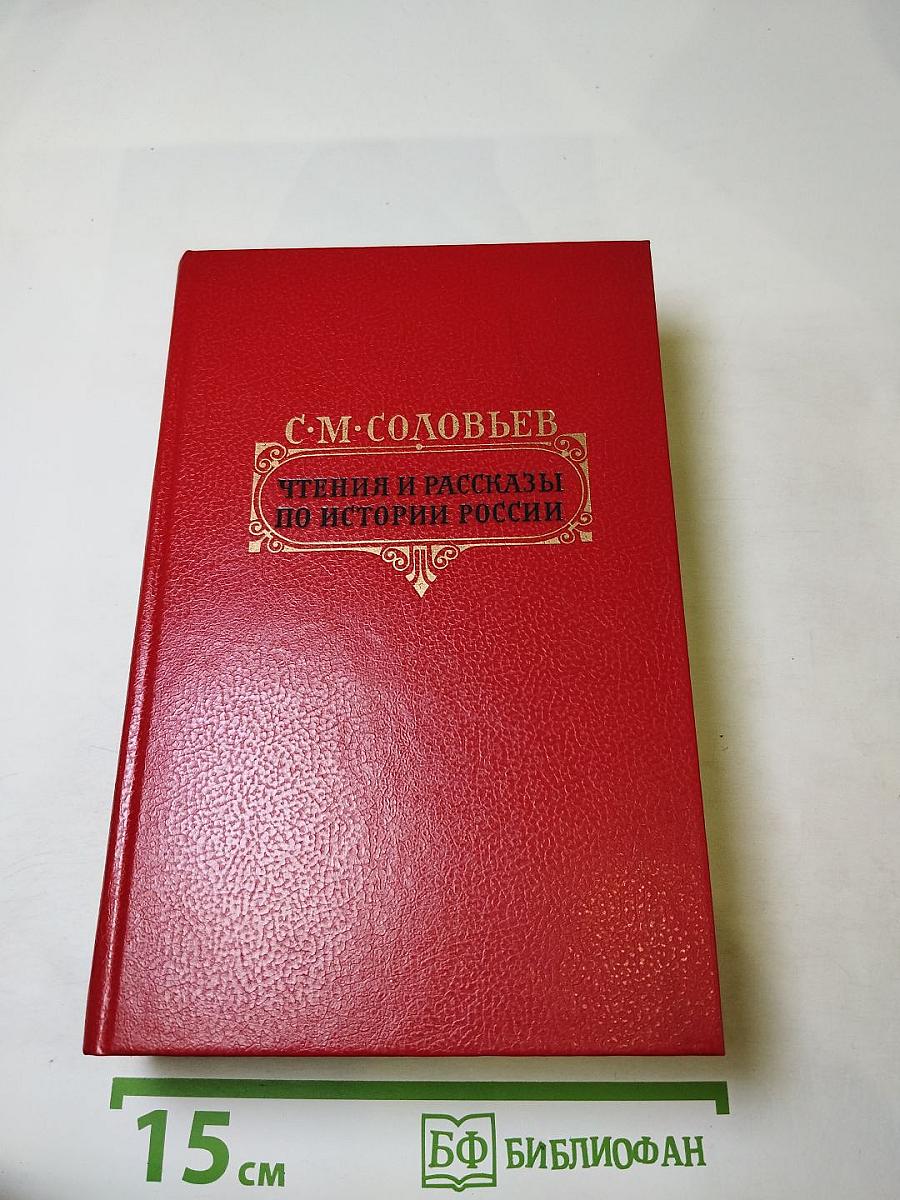 С·М·СОЛОВЬЕВ
ЧТЕНИЯ И РАССКАЗЫ
ПО ИСТОРИИ РОССИИ
15 см
БФ БИБЛИОФАН